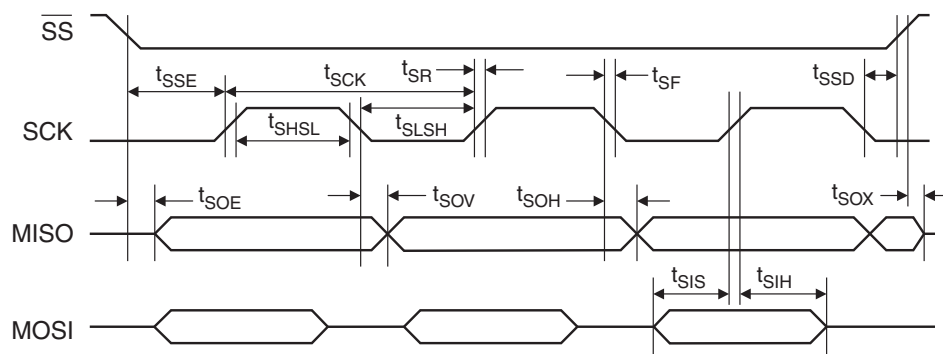 SS
tSSE
tSCK
tSR
tSF
tSSD
SCK
tSHSL
tSLSH
tSOE
tSOV
tSOH
tSOX
MISO
tSIS
tSIH
MOSI